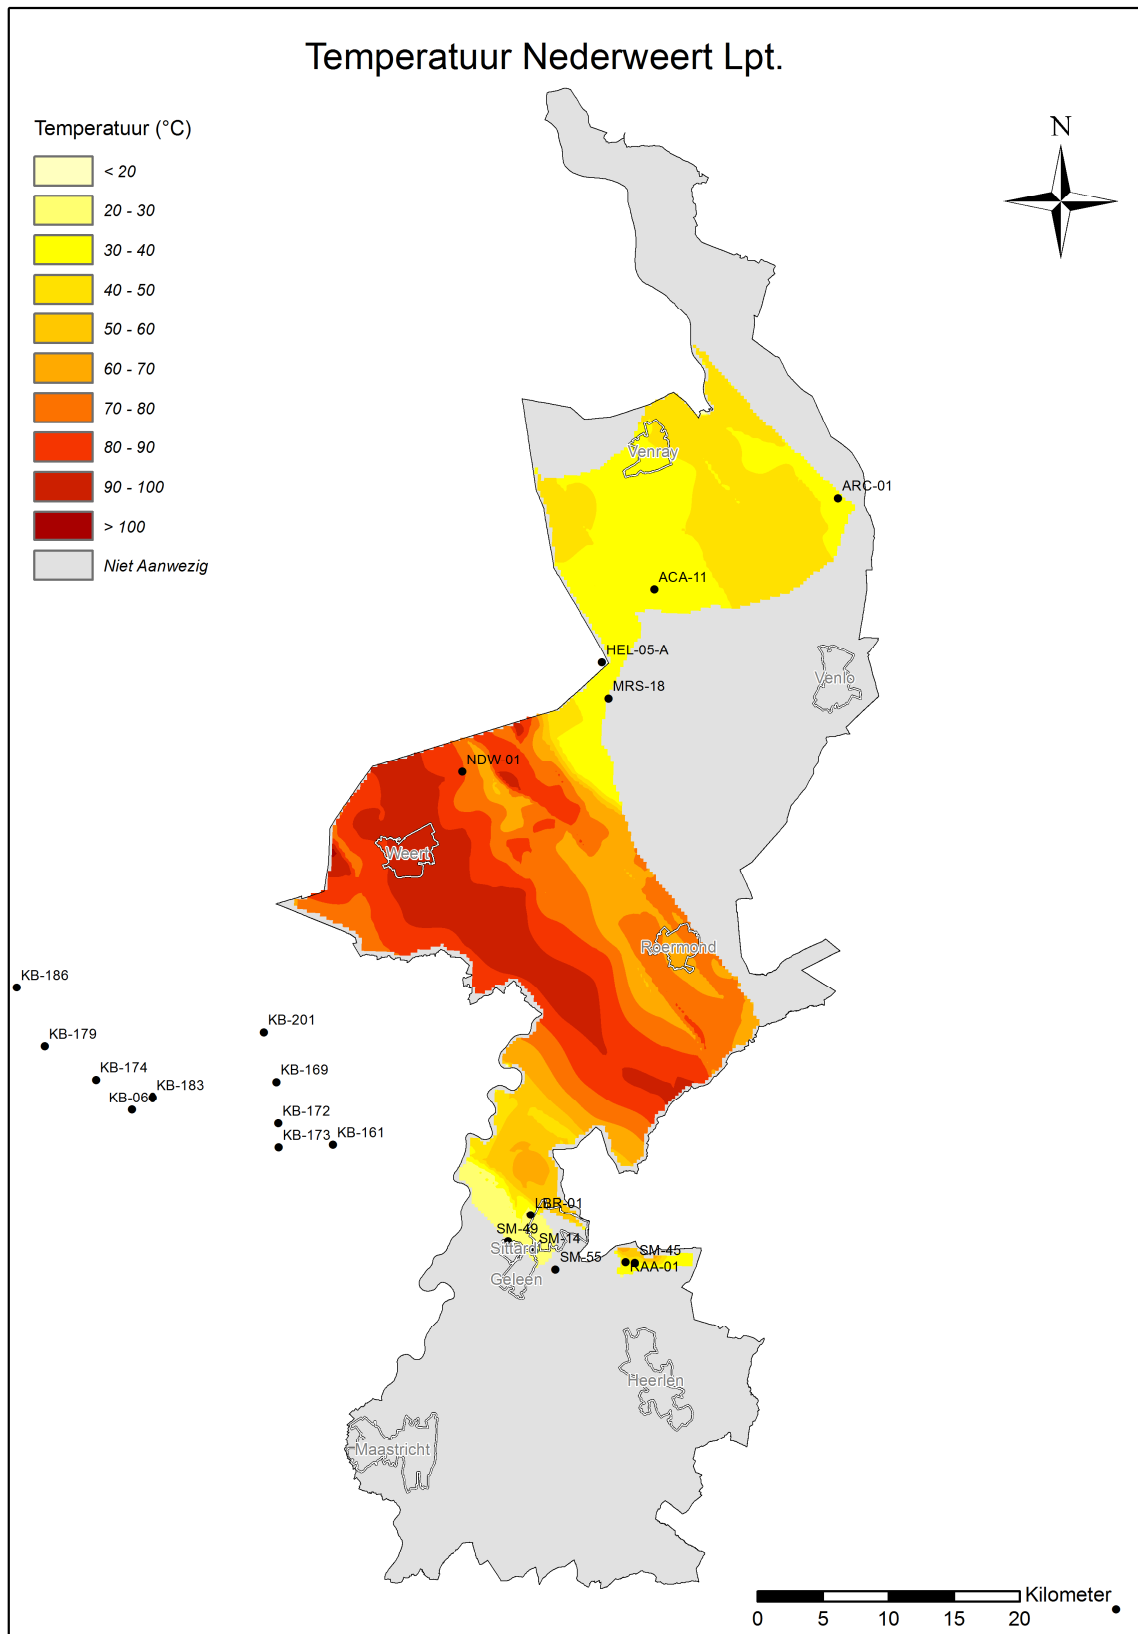 Temperatuur Nederweert Lpt.
Temperatuur (°C)
< 20
20 - 30
30 - 40
40 - 50
50 - 60
60 - 70
70 - 80
80 - 90
90 - 100
> 100
Niet Aanwezig
N
Venray
ARC-01
ACA-11
HEL-05-A
Venlo
MRS-18
NDW 01
Weert
Roermond
KB-186
KB-179
KB-201
KB-174
KB-169
KB-183
KB-06
KB-172
KB-173
KB-161
LBR-01
SM-49
SM-14
Sittard
SM-45
SM-55
RAA-01
Geleen
Heerlen
Maastricht
Kilometer
0 5 10 15 20